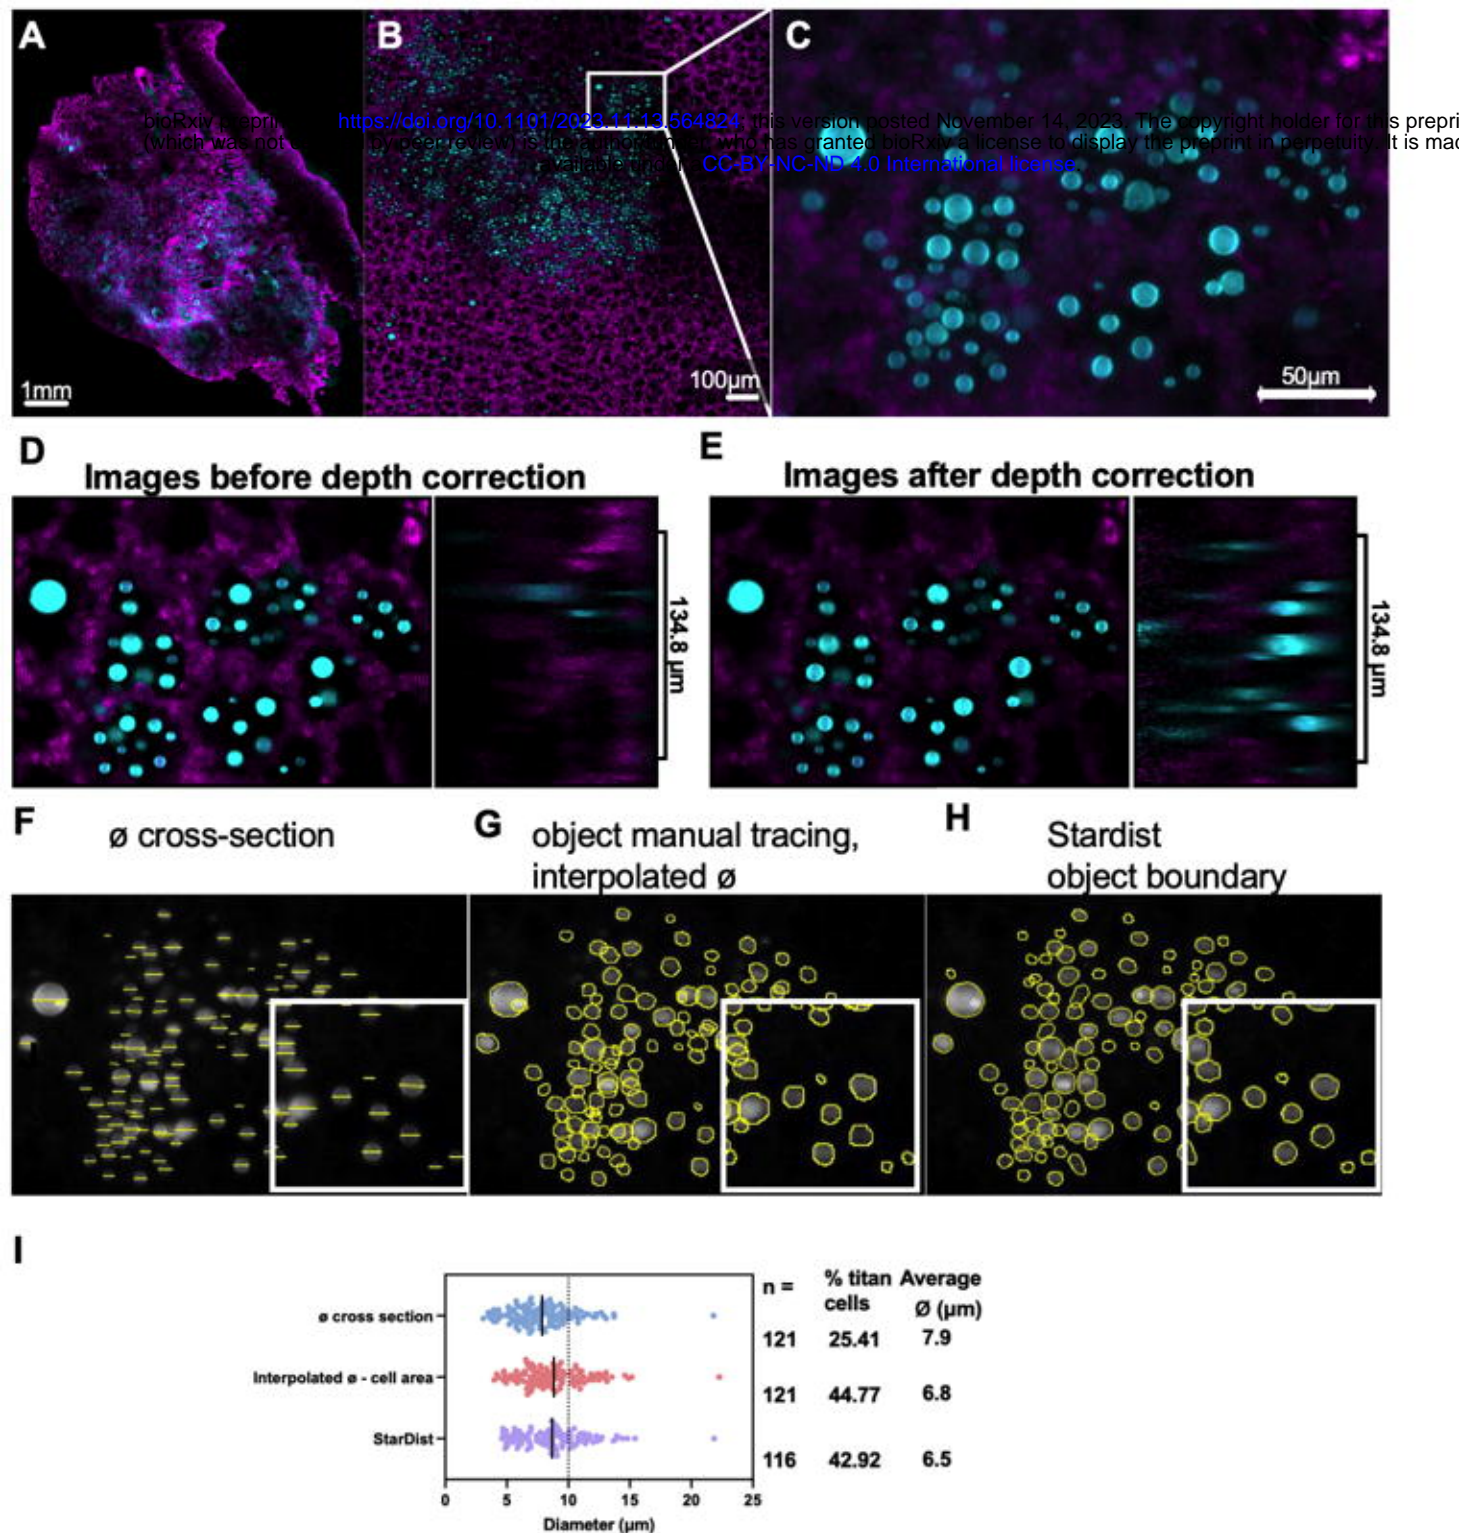 A
B
C
bioRxiv preprint https://doi.org/10.1101/2023.11.13.564824; this version posted November 14, 2023. The copyright holder for this prepri
(which was not by peer review) is the author who has granted bioRxiv a license to display the preprint in perpetuity. It is mad
available under CC-BY-NC-ND 4.0 International license.
1mm
100µm
50µm
D
Images before depth correction
134.8 µm
E
Images after depth correction
134.8 µm
F
ø cross-section
G
object manual tracing,
interpolated ø
H
Stardist
object boundary
I
n =
% titan Average
cells Ø (µm)
ø cross section 121 25.41 7.9
Interpolated ø - cell area 121 44.77 6.8
StarDist 116 42.92 6.5
0 5 10 15 20 25
Diameter (µm)